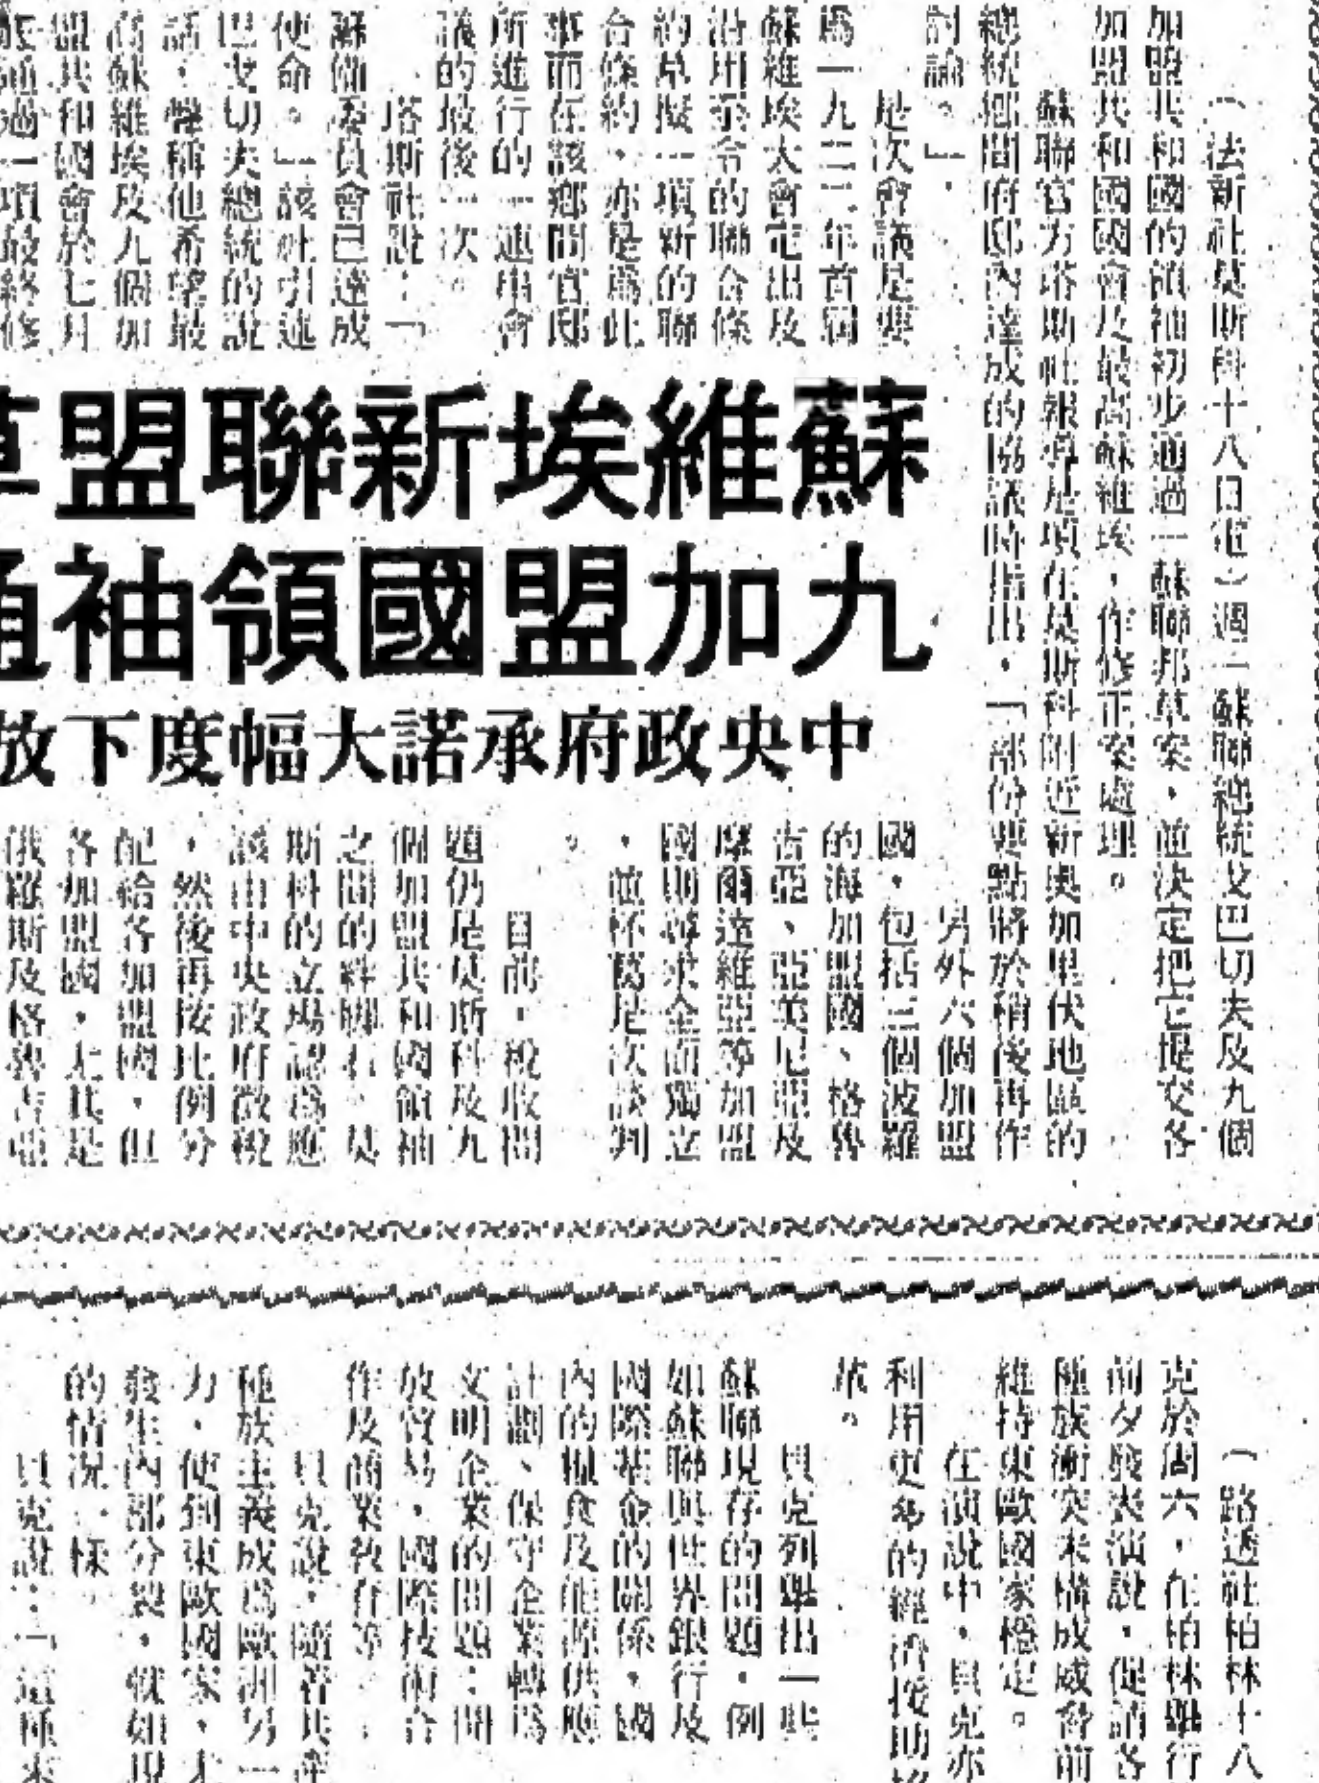 （法新社莫斯科十八日電）週二蘇聯總統戈巴切夫及九個
加盟共和國的領袖初步通過一蘇聯邦草案，並決定把它提交各
加盟共和國國會及最高蘇維埃，作修正案處理。
蘇聯官方塔斯社報導是項在莫斯科附近新奧加里伏地區的
總統鄉間府邸內達成的協議時指出，「部份要點將於稍後再作
討論。」
是次會議是要
爲一九二二年首個
蘇維埃大會定出及
沿用至今的聯合條
約草擬一項新的聯
合條約，亦是爲此
事而在該鄉間官邸
所進行的一連串會
議的最後一次。
塔斯社說：「
籌備委員會已達成
使命。」該社引述
巴戈切夫總統的說
話，聲稱他希望最
高蘇維埃及九個加
盟共和國會於七月
通過一項最終修
蘇維埃新聯盟
九加盟國領袖
中央政府承諾大幅度下放
另外六個加盟
國，包括三個波羅
的海加盟國、格魯
吉亞、亞美尼亞及
摩爾達維亞等加盟
國則尋求全面獨立
，並杯葛是次談判
。
目前，稅收問
題仍是莫斯科及九
個加盟共和國領袖
之間的絆腳石。莫
斯科的立場認爲應
該由中央政府徵稅
，然後再按比例分
配給各加盟國，但
各加盟國，尤其是
俄羅斯及格魯吉亞
（路透社柏林十八
克於周六，在柏林舉行
前夕發表演說，促請各
種族衝突未構成威脅前
維持東歐國家穩定。
在演說中，貝克亦
利用更多的經濟援助
革。
貝克列舉出一些
蘇聯現存的問題，例
如蘇聯與世界銀行及
國際基金的關係，國
內的糧食及能源供應
計劃、保守企業轉爲
文明企業的問題；開
放貿易，國際技術合
作及商業教育等。
貝克說，隨着共產
種族主義成爲歐洲另一
力，使到東歐國家，尤
發生內部分裂，就如現
的情況一樣。
貝克說：「這種